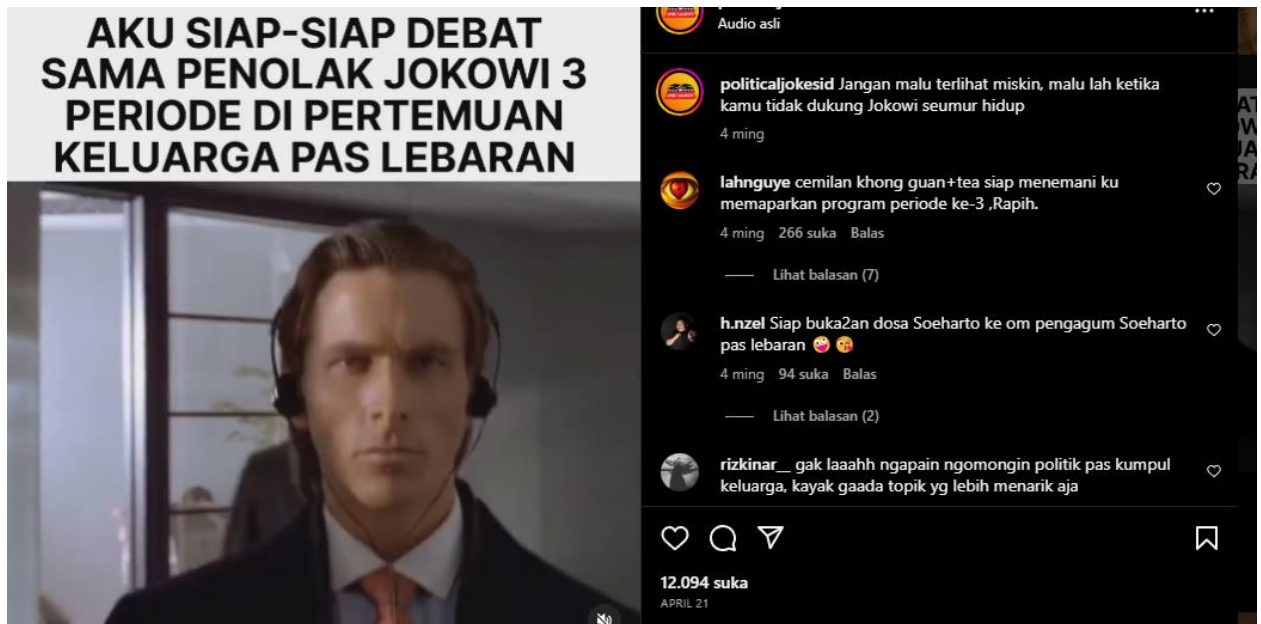 AKU SIAP-SIAP DEBAT
SAMA PENOLAK JOKOWI 3
PERIODE DI PERTEMUAN
KELUARGA PAS LEBARAN
Audio asli
politicaljokesid Jangan malu terlihat miskin, malu lah ketika
kamu tidak dukung Jokowi seumur hidup
4 ming
lahnguye cemilan khong guan+tea siap menemani ku
memaparkan program periode ke-3 ,Rapih.
4 ming 266 suka Balas
Lihat balasan (7)
h.nzel Siap buka2an dosa Soeharto ke om pengagum Soeharto
pas lebaran 🤪 😘
4 ming 94 suka Balas
Lihat balasan (2)
rizkinar__ gak laaahh ngapain ngomongin politik pas kumpul
keluarga, kayak gaada topik yg lebih menarik aja
12.094 suka
APRIL 21